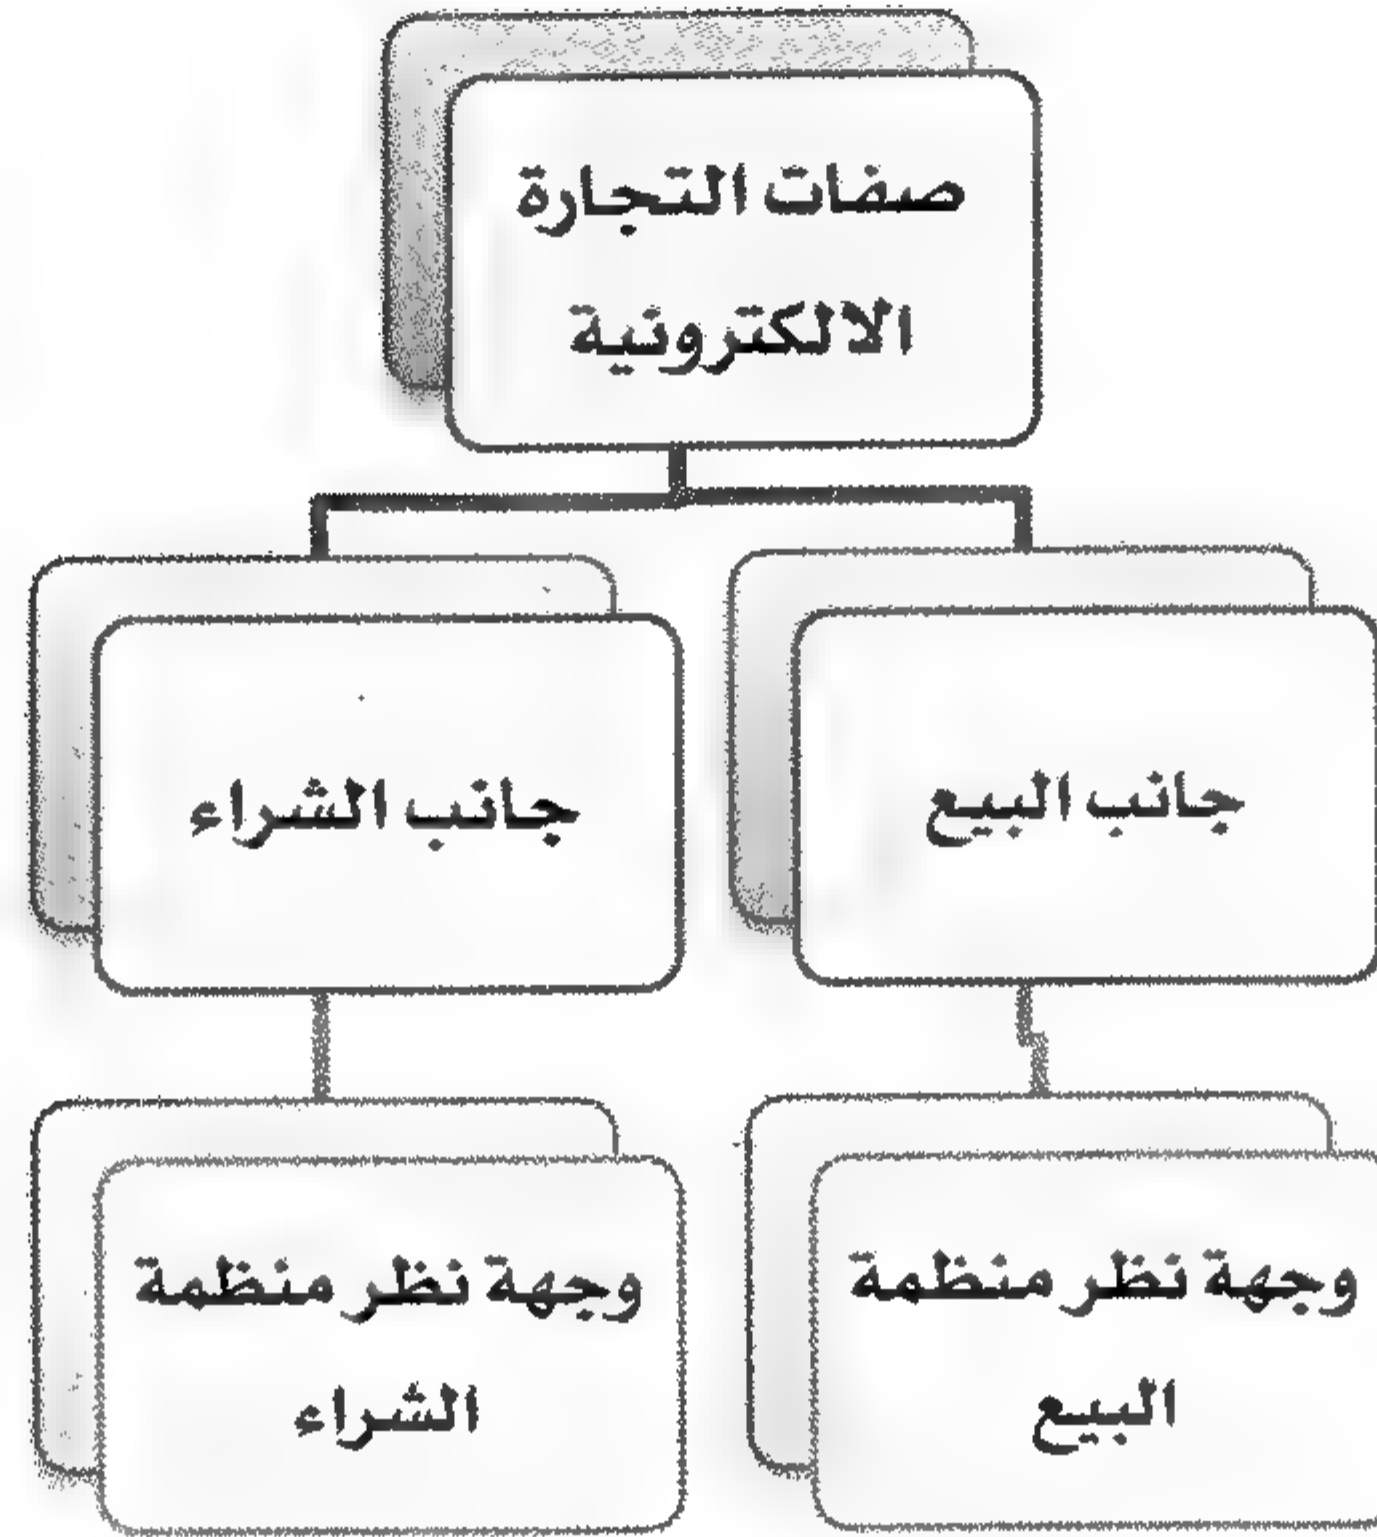 صفات التجارة
الالكترونية
جانب البيع
جانب الشراء
وجهة نظر منظمة
البيع
وجهة نظر منظمة
الشراء